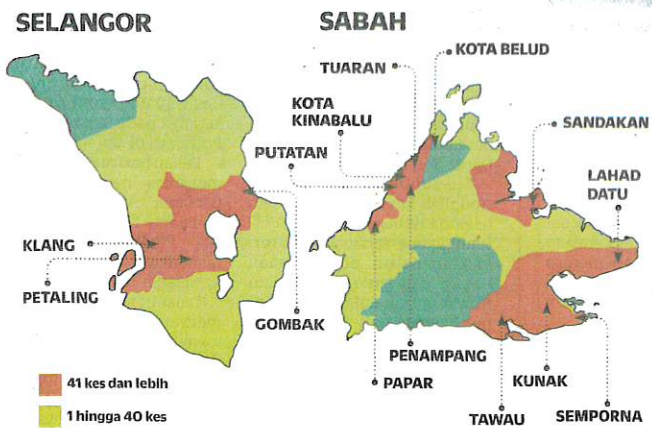 SELANGOR
SABAH
KOTA BELUD
TUARAN
KOTA
KINABALU
SANDAKAN
PUTATAN
LAHAD
DATU
KLANG
PETALING
GOMBAK
PENAMPANG
PAPAR
KUNAK
TAWAU
SEMPORNA
41 kes dan lebih
1 hingga 40 kes